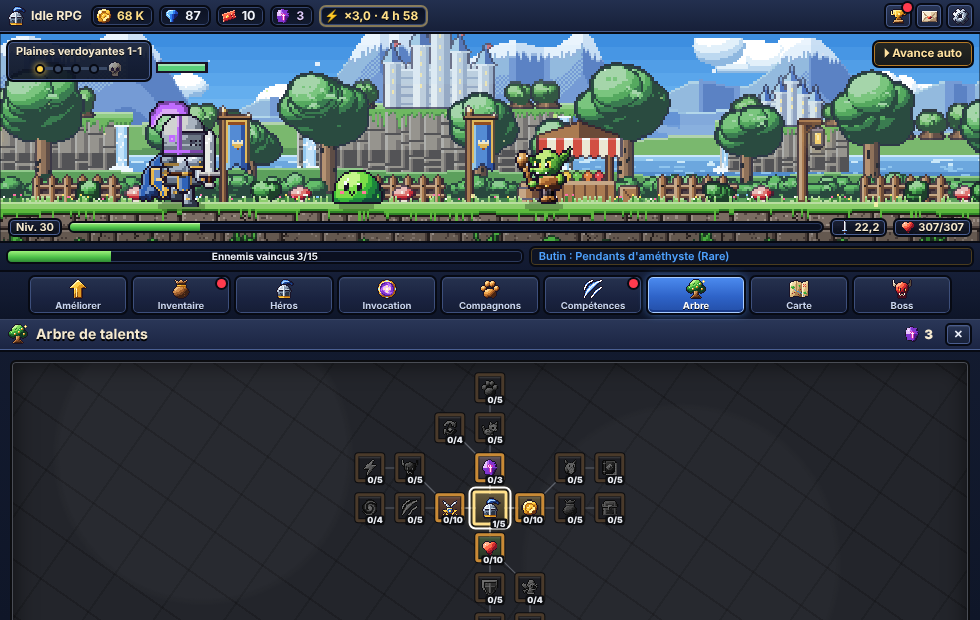 Idle RPG 68 K 87 10 3 ×3,0 · 4 h 58
Plaines verdoyantes 1-1
Avance auto
Niv. 30 22,2 307/307
Ennemis vaincus 3/15 Butin : Pendants d'améthyste (Rare)
Améliorer Inventaire Héros Invocation Compagnons Compétences Arbre Carte Boss
Arbre de talents 3 ×
0/5
0/4 0/5
0/5 0/5 0/3 0/5 0/5
0/4 0/5 0/10 1/5 0/10 0/5 0/5
0/10
0/5 0/4